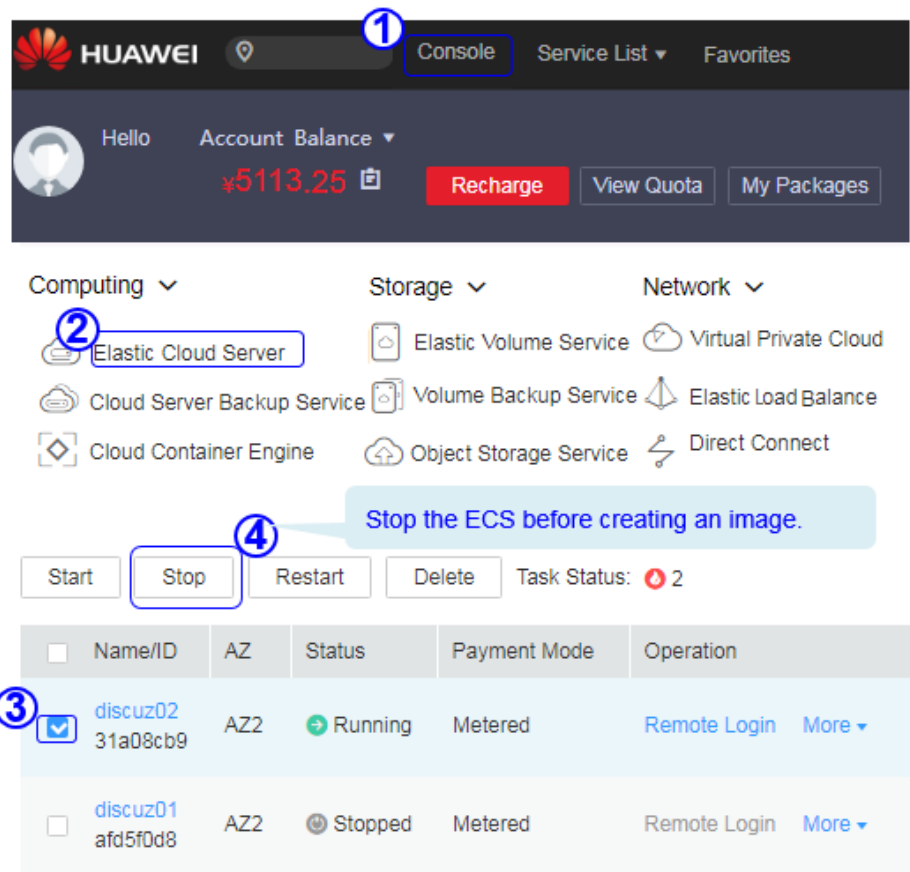 1
HUAWEI Console Service List Favorites
Hello Account Balance
¥5113.25 Recharge View Quota My Packages
Computing Storage Network
2
Elastic Cloud Server Elastic Volume Service Virtual Private Cloud
Cloud Server Backup Service Volume Backup Service Elastic Load Balance
Cloud Container Engine Object Storage Service Direct Connect
4 Stop the ECS before creating an image.
Start Stop Restart Delete Task Status: 2
Name/ID AZ Status Payment Mode Operation
3
discuz02 AZ2 Running Metered Remote Login More
31a08cb9
discuz01 AZ2 Stopped Metered Remote Login More
afd5f0d8